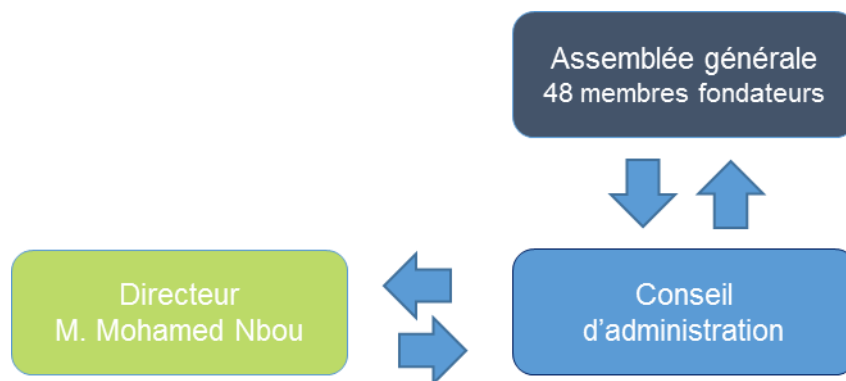 Assemblée générale
48 membres fondateurs
Directeur
M. Mohamed Nbou
Conseil
d’administration